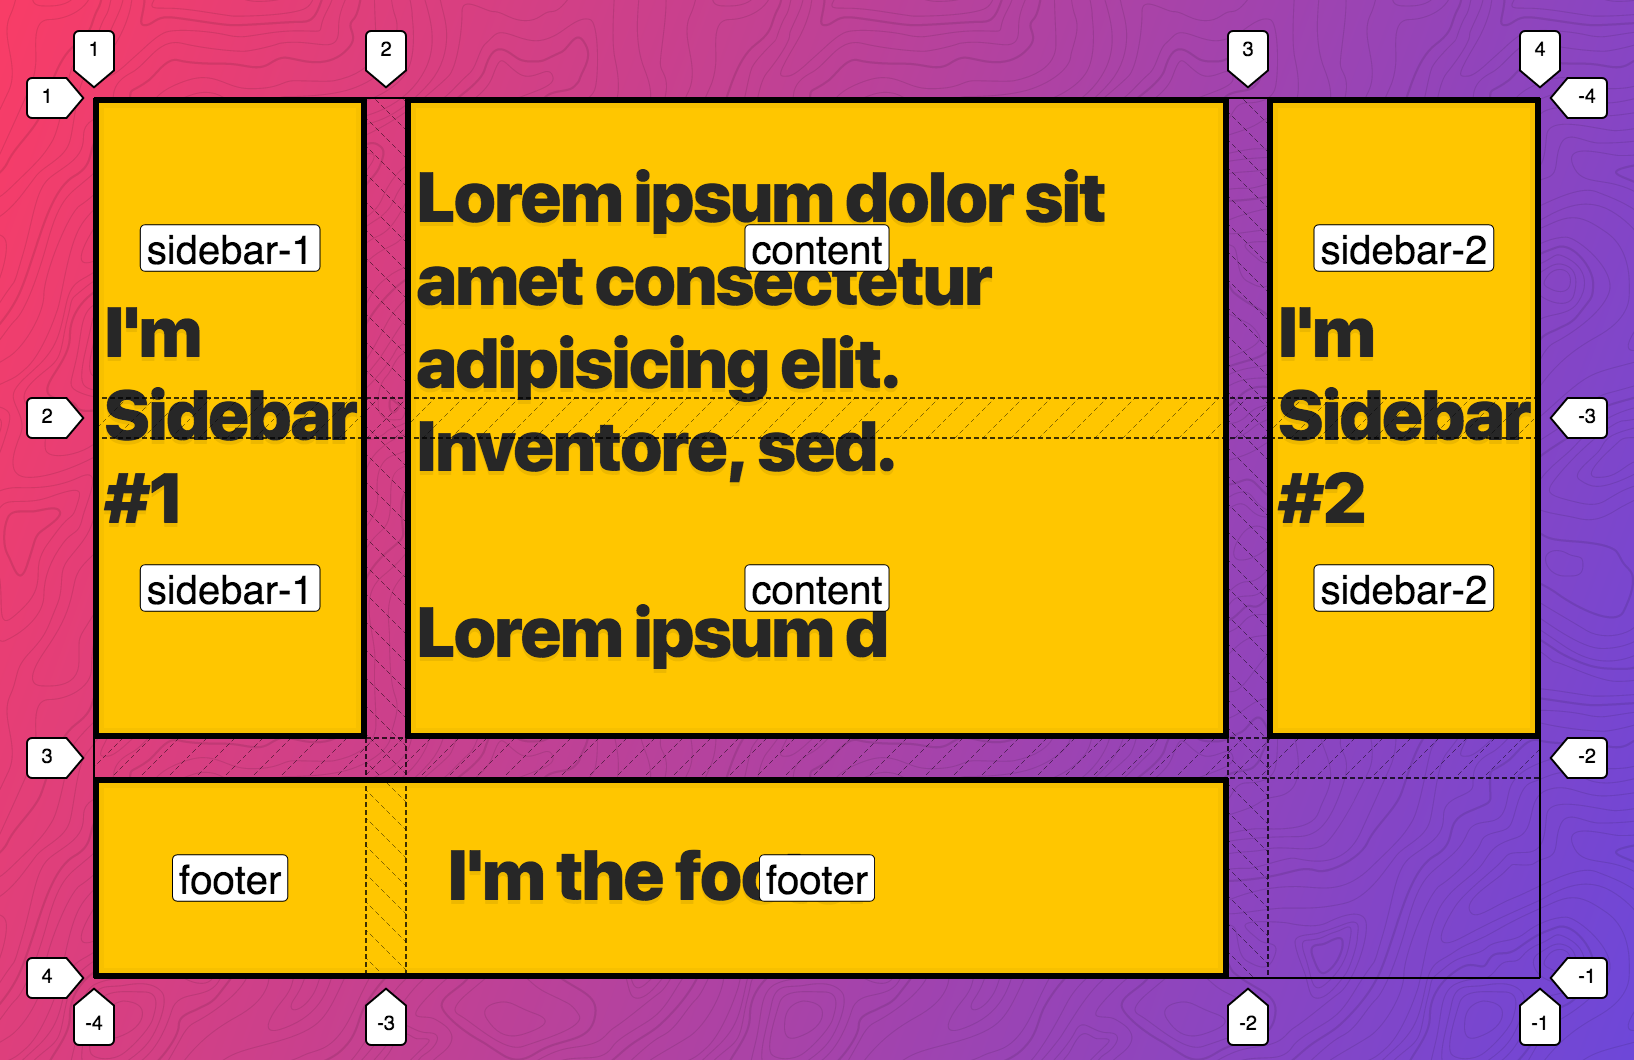 1
2
3
4
1
-4
sidebar-1
content
sidebar-2
I'm
Sidebar
#1
Lorem ipsum dolor sit
amet consectetur
adipisicing elit.
Inventore, sed.
I'm
Sidebar
#2
2
-3
sidebar-1
content
sidebar-2
Lorem ipsum d
3
-2
footer
I'm the foo
footer
4
-1
-4
-3
-2
-1